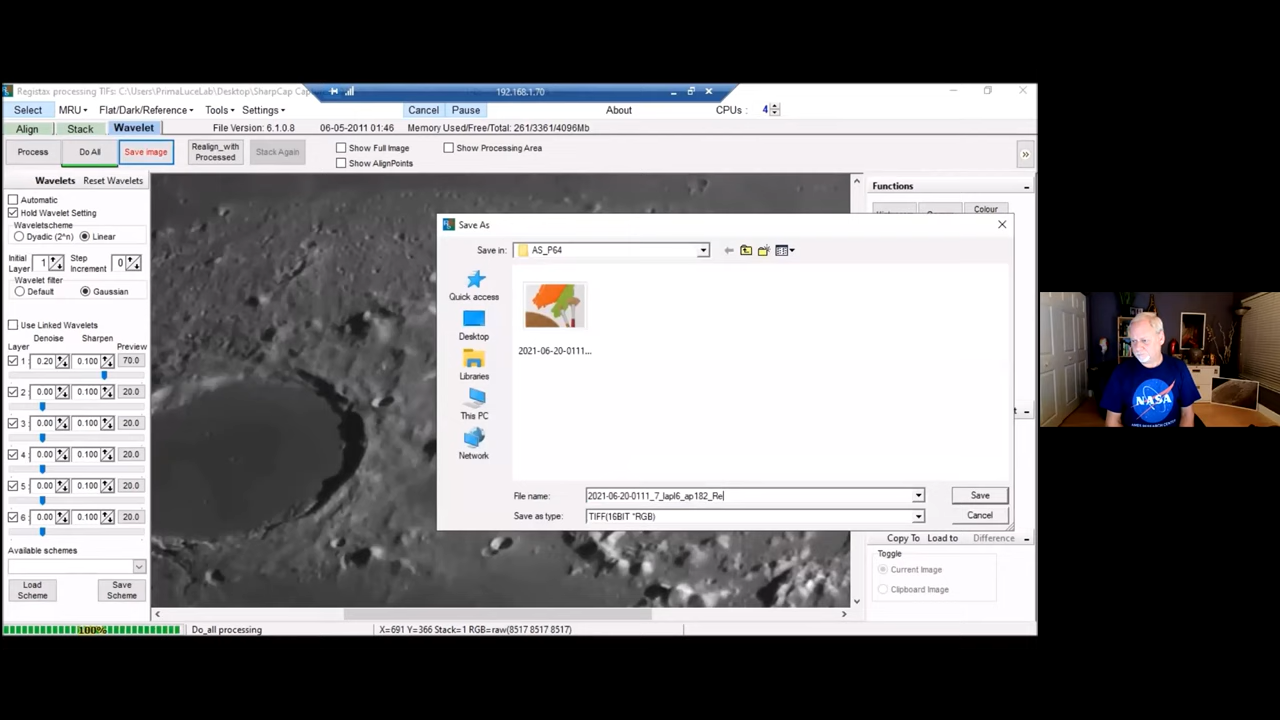 Registax processing TIFs: C:\Users\PrimaLuceLab\Desktop\SharpCap Cap
192.168.1.70
Select MRU Flat/Dark/Reference Tools Settings Cancel Pause About CPUs : 4
Align Stack Wavelet File Version: 6.1.0.8 06-05-2011 01:46 Memory Used/Free/Total: 261/3361/4096Mb
Process Do All Save image Realign_with Processed Stack Again
Show Full Image Show Processing Area
Show AlignPoints
Wavelets Reset Wavelets
Functions
Colour
Automatic
Hold Wavelet Setting
Waveletscheme
Dyadic (2^n) Linear
Initial Layer 1 Step Increment 0
Wavelet filter
Default Gaussian
Use Linked Wavelets
Denoise Sharpen
Layer Preview
1 : 0.20 0.100 70.0
2 : 0.00 0.100 20.0
3 : 0.00 0.100 20.0
4 : 0.00 0.100 20.0
5 : 0.00 0.100 20.0
6 : 0.00 0.100 20.0
Available schemes
Load Scheme
Save Scheme
Save As
Save in: AS_P64
Quick access
Desktop
Libraries
This PC
Network
2021-06-20-0111...
File name: 2021-06-20-0111_7_lapl6_ap182_Re
Save
Save as type: TIFF(16BIT *RGB)
Cancel
Copy To Load to Difference
Toggle
Current Image
Clipboard Image
100% Do_all processing X=691 Y=366 Stack=1 RGB=raw(8517 8517 8517)
NASA